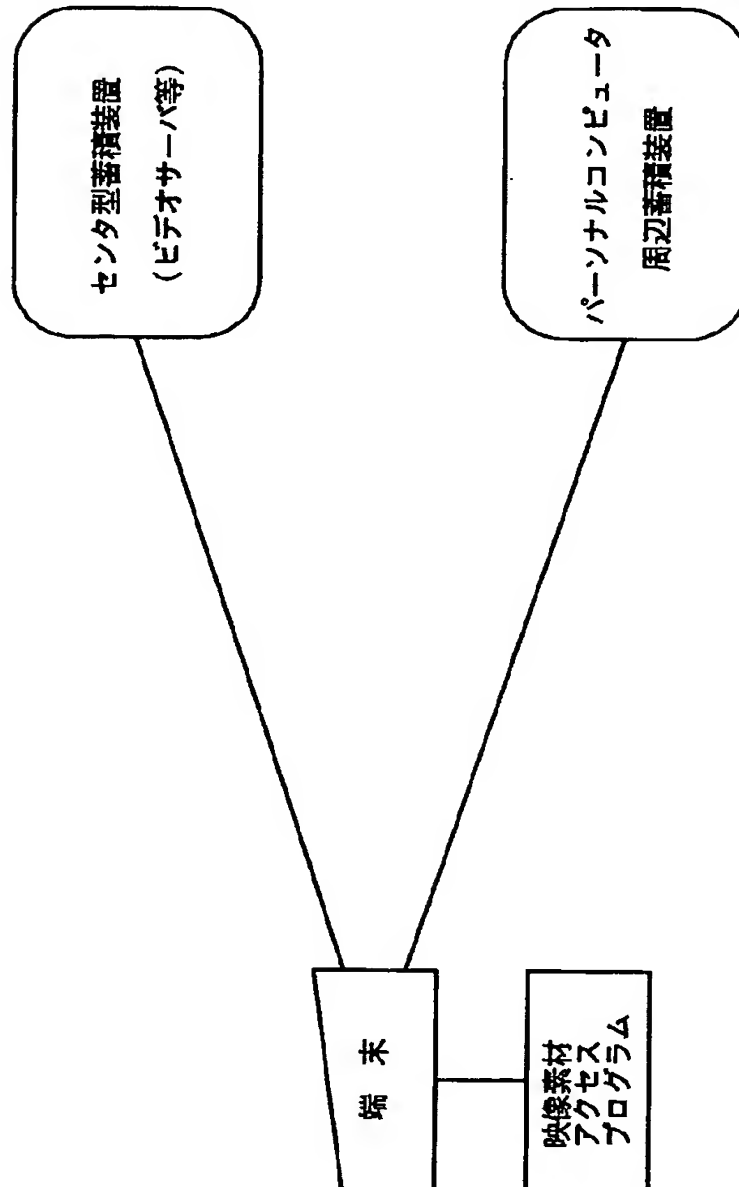 センタ型蓄積装置
(ビデオサーバ等)
パーソナルコンピュータ
周辺蓄積装置
端 末
映像素材
アクセス
プログラム